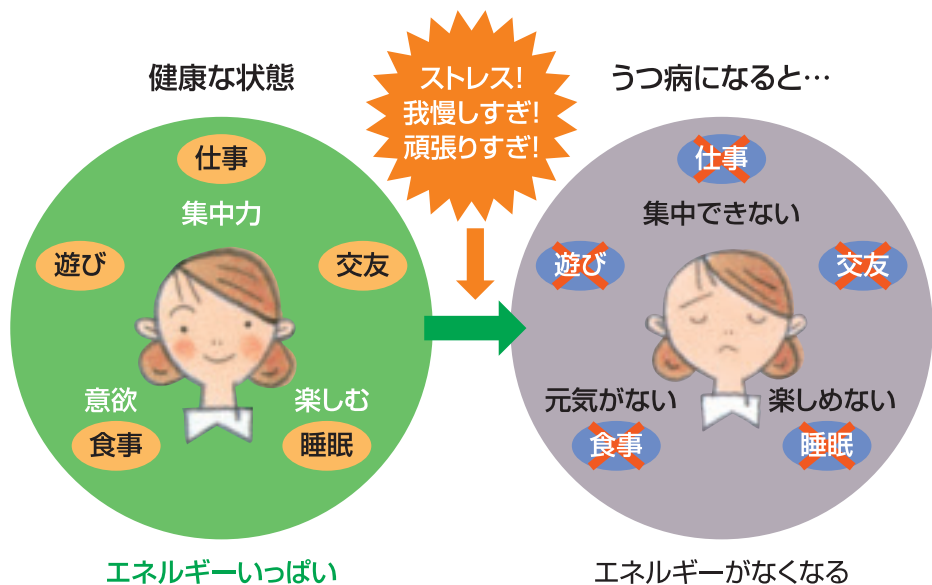 健康な状態
仕事
集中力
遊び
交友
意欲
楽しむ
食事
睡眠
エネルギーいっぱい
ストレス!
我慢しすぎ!
頑張りすぎ!
うつ病になると…
仕事
集中できない
遊び
交友
元気がない
楽しめない
食事
睡眠
エネルギーがなくなる